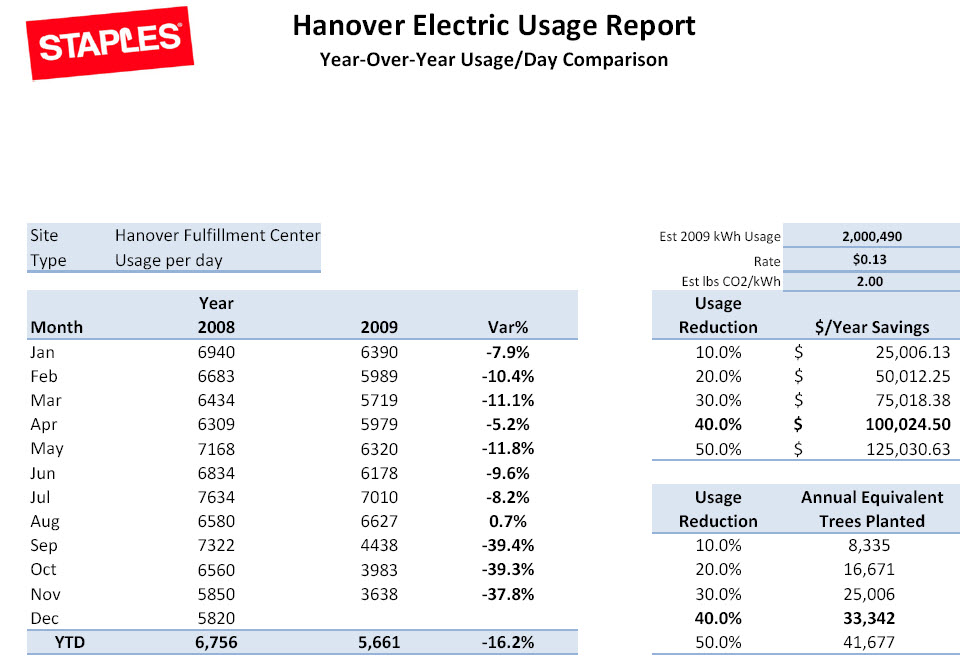 STAPLES
Hanover Electric Usage Report
Year-Over-Year Usage/Day Comparison
Site Hanover Fulfillment Center
Type Usage per day
Year
Month 2008 2009 Var%
Jan 6940 6390 -7.9%
Feb 6683 5989 -10.4%
Mar 6434 5719 -11.1%
Apr 6309 5979 -5.2%
May 7168 6320 -11.8%
Jun 6834 6178 -9.6%
Jul 7634 7010 -8.2%
Aug 6580 6627 0.7%
Sep 7322 4438 -39.4%
Oct 6560 3983 -39.3%
Nov 5850 3638 -37.8%
Dec 5820
YTD 6,756 5,661 -16.2%
Est 2009 kWh Usage 2,000,490
Rate $0.13
Est lbs CO2/kWh 2.00
Usage
Reduction $/Year Savings
10.0% $ 25,006.13
20.0% $ 50,012.25
30.0% $ 75,018.38
40.0% $ 100,024.50
50.0% $ 125,030.63
Usage Annual Equivalent
Reduction Trees Planted
10.0% 8,335
20.0% 16,671
30.0% 25,006
40.0% 33,342
50.0% 41,677